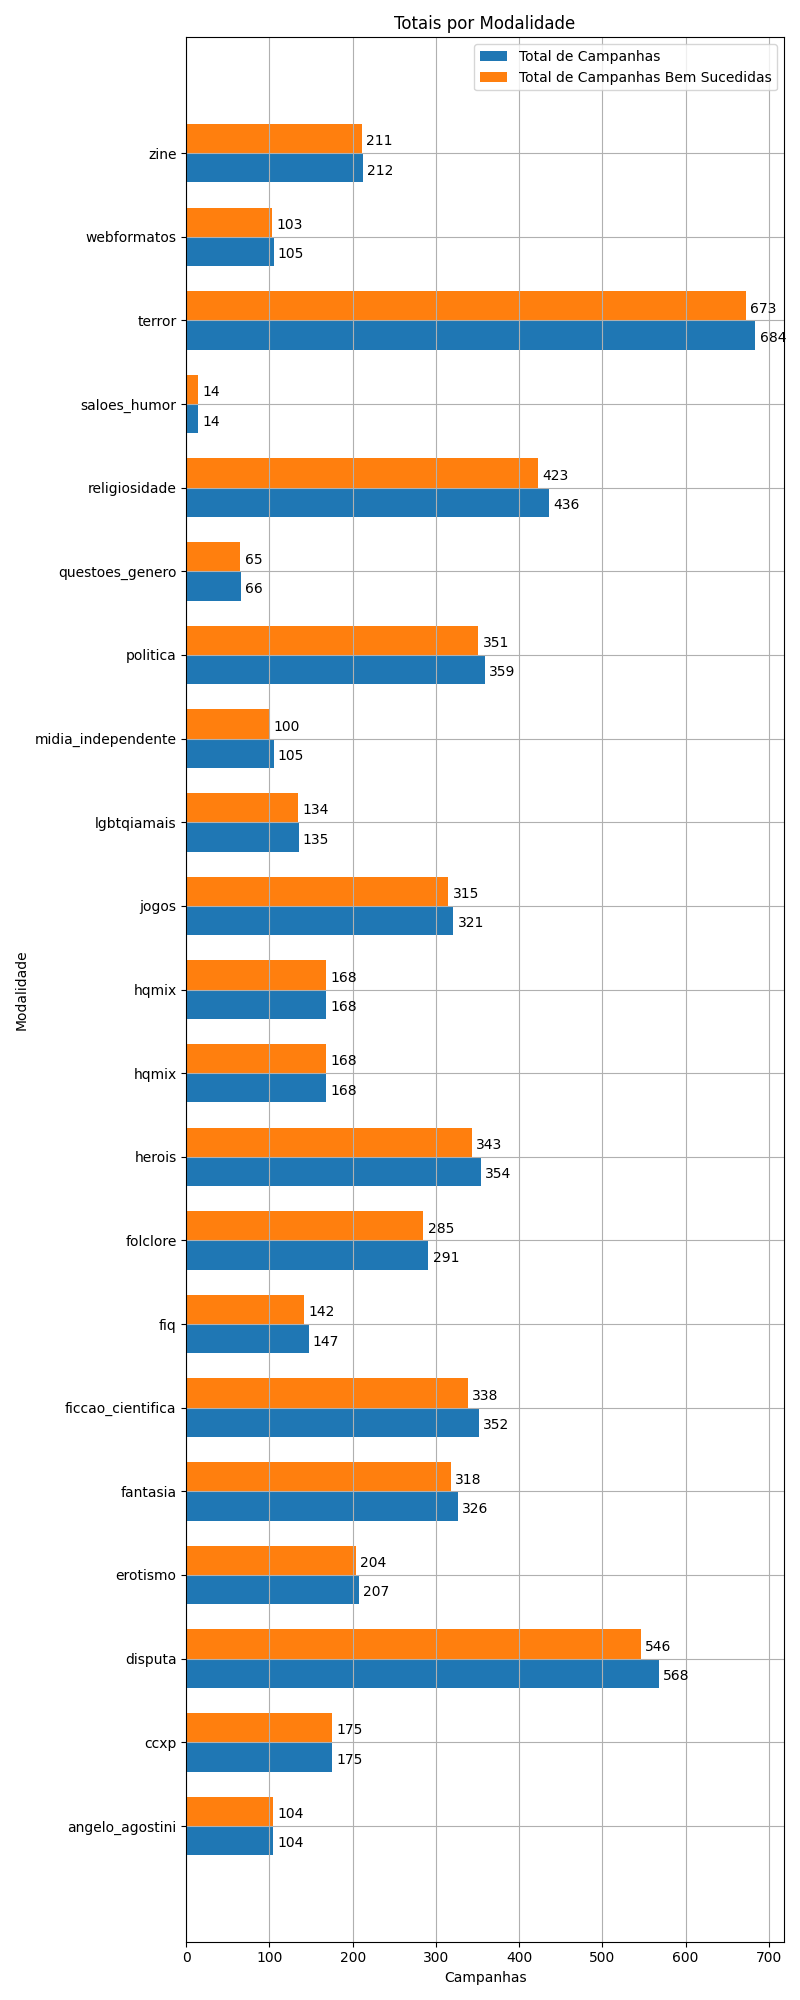 Totais por Modalidade
Total de Campanhas
Total de Campanhas Bem Sucedidas
zine
211
212
webformatos
103
105
terror
673
684
saloes_humor
14
14
religiosidade
423
436
questoes_genero
65
66
politica
351
359
midia_independente
100
105
lgbtqiamais
134
135
jogos
315
321
hqmix
168
168
hqmix
168
168
herois
343
354
folclore
285
291
fiq
142
147
ficcao_cientifica
338
352
fantasia
318
326
erotismo
204
207
disputa
546
568
ccxp
175
175
angelo_agostini
104
104
Modalidade
0 100 200 300 400 500 600 700
Campanhas